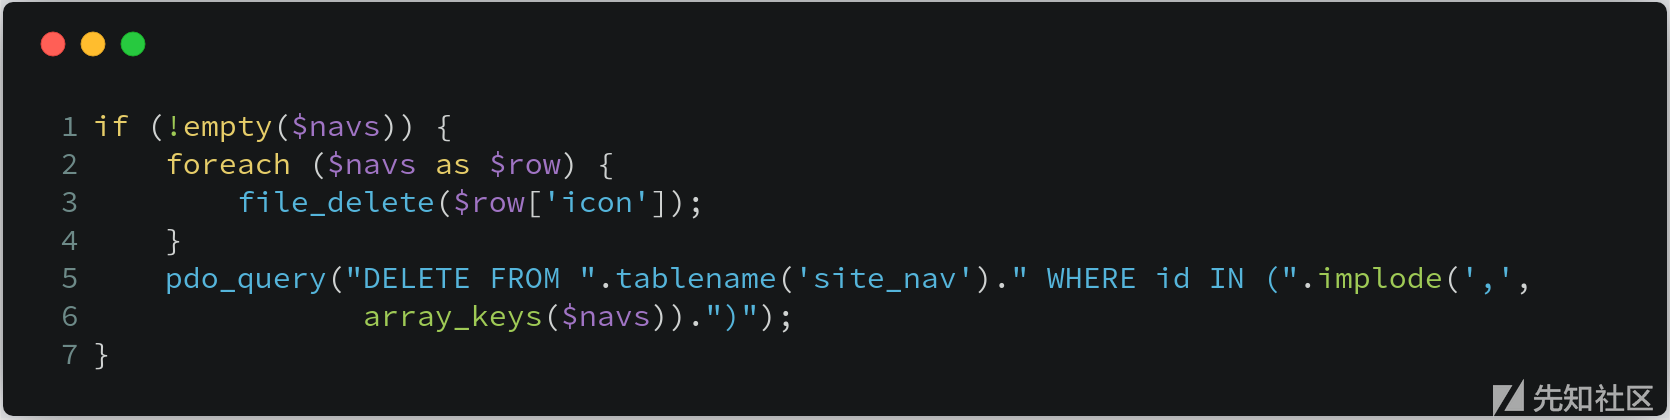 1 if (!empty($navs)) {
2     foreach ($navs as $row) {
3         file_delete($row['icon']);
4     }
5     pdo_query("DELETE FROM ".tablename('site_nav')." WHERE id IN (".implode(',',
6                array_keys($navs)).")");
7 }
先知社区